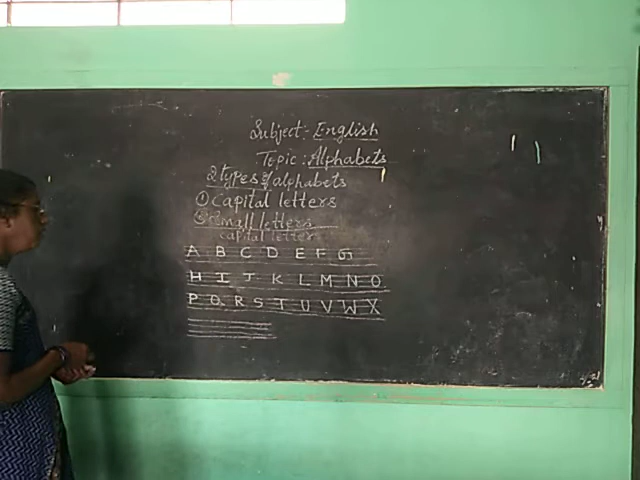 Subject:- English
Topic: Alphabets
2 types of alphabets
① Capital letters
② Small letters
capital letter
A B C D E F G
H I J K L M N O
P Q R S T U V W X